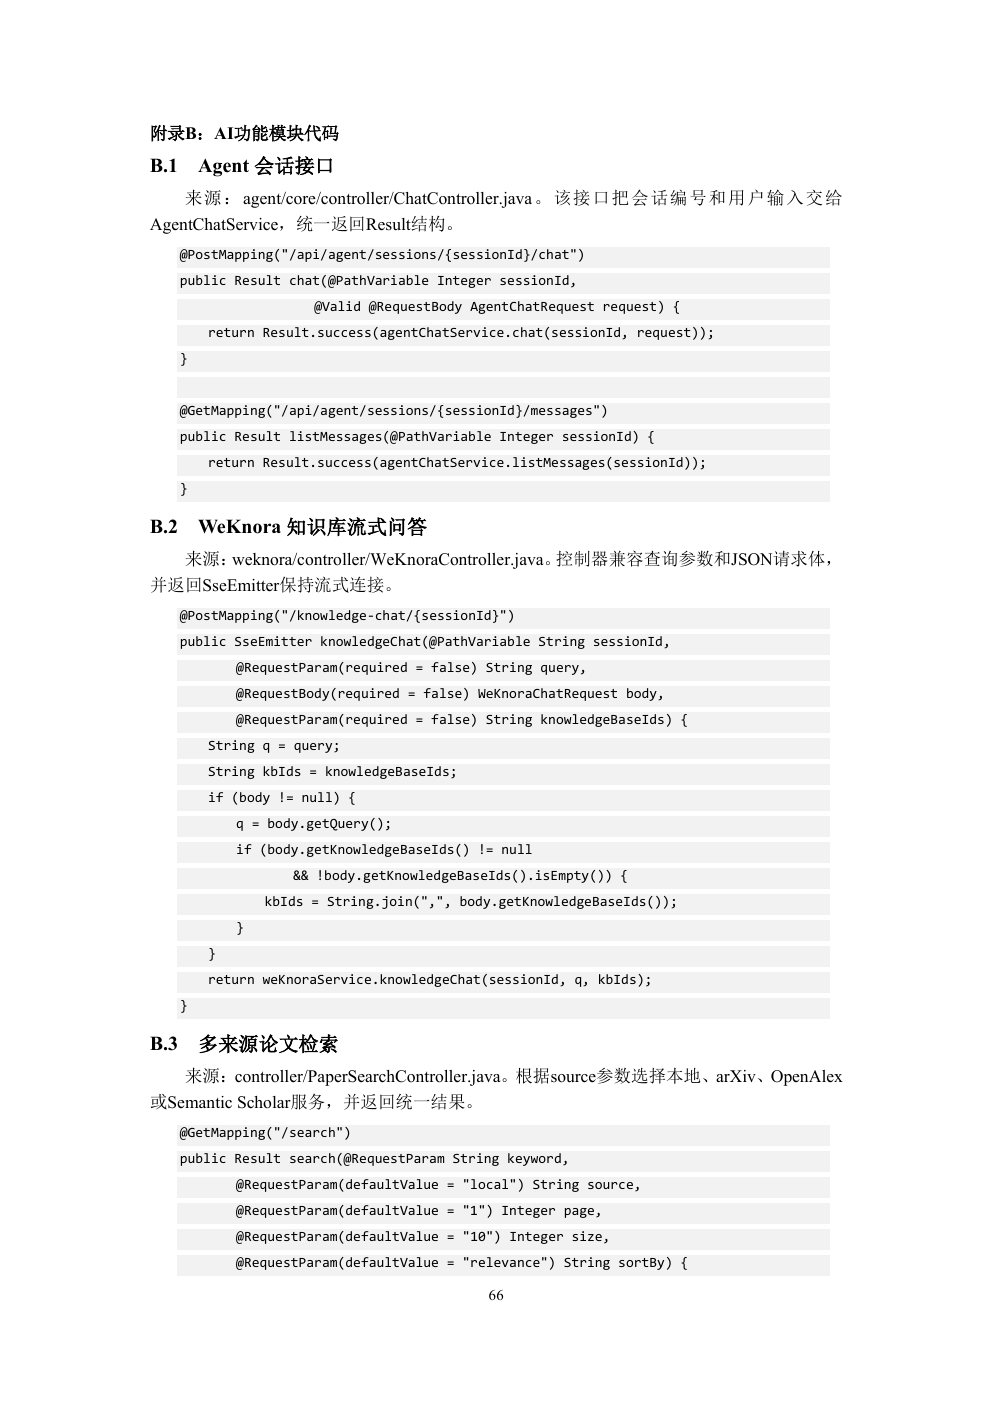 附录B：AI功能模块代码
B.1 Agent 会话接口
来源：agent/core/controller/ChatController.java。该接口把会话编号和用户输入交给
AgentChatService，统一返回Result结构。
@PostMapping("/api/agent/sessions/{sessionId}/chat")
public Result chat(@PathVariable Integer sessionId,
@Valid @RequestBody AgentChatRequest request) {
return Result.success(agentChatService.chat(sessionId, request));
}
@GetMapping("/api/agent/sessions/{sessionId}/messages")
public Result listMessages(@PathVariable Integer sessionId) {
return Result.success(agentChatService.listMessages(sessionId));
}
B.2 WeKnora 知识库流式问答
来源：weknora/controller/WeKnoraController.java。控制器兼容查询参数和JSON请求体，
并返回SseEmitter保持流式连接。
@PostMapping("/knowledge-chat/{sessionId}")
public SseEmitter knowledgeChat(@PathVariable String sessionId,
@RequestParam(required = false) String query,
@RequestBody(required = false) WeKnoraChatRequest body,
@RequestParam(required = false) String knowledgeBaseIds) {
String q = query;
String kbIds = knowledgeBaseIds;
if (body != null) {
q = body.getQuery();
if (body.getKnowledgeBaseIds() != null
&& !body.getKnowledgeBaseIds().isEmpty()) {
kbIds = String.join(",", body.getKnowledgeBaseIds());
}
}
return weKnoraService.knowledgeChat(sessionId, q, kbIds);
}
B.3 多来源论文检索
来源：controller/PaperSearchController.java。根据source参数选择本地、arXiv、OpenAlex
或Semantic Scholar服务，并返回统一结果。
@GetMapping("/search")
public Result search(@RequestParam String keyword,
@RequestParam(defaultValue = "local") String source,
@RequestParam(defaultValue = "1") Integer page,
@RequestParam(defaultValue = "10") Integer size,
@RequestParam(defaultValue = "relevance") String sortBy) {
66